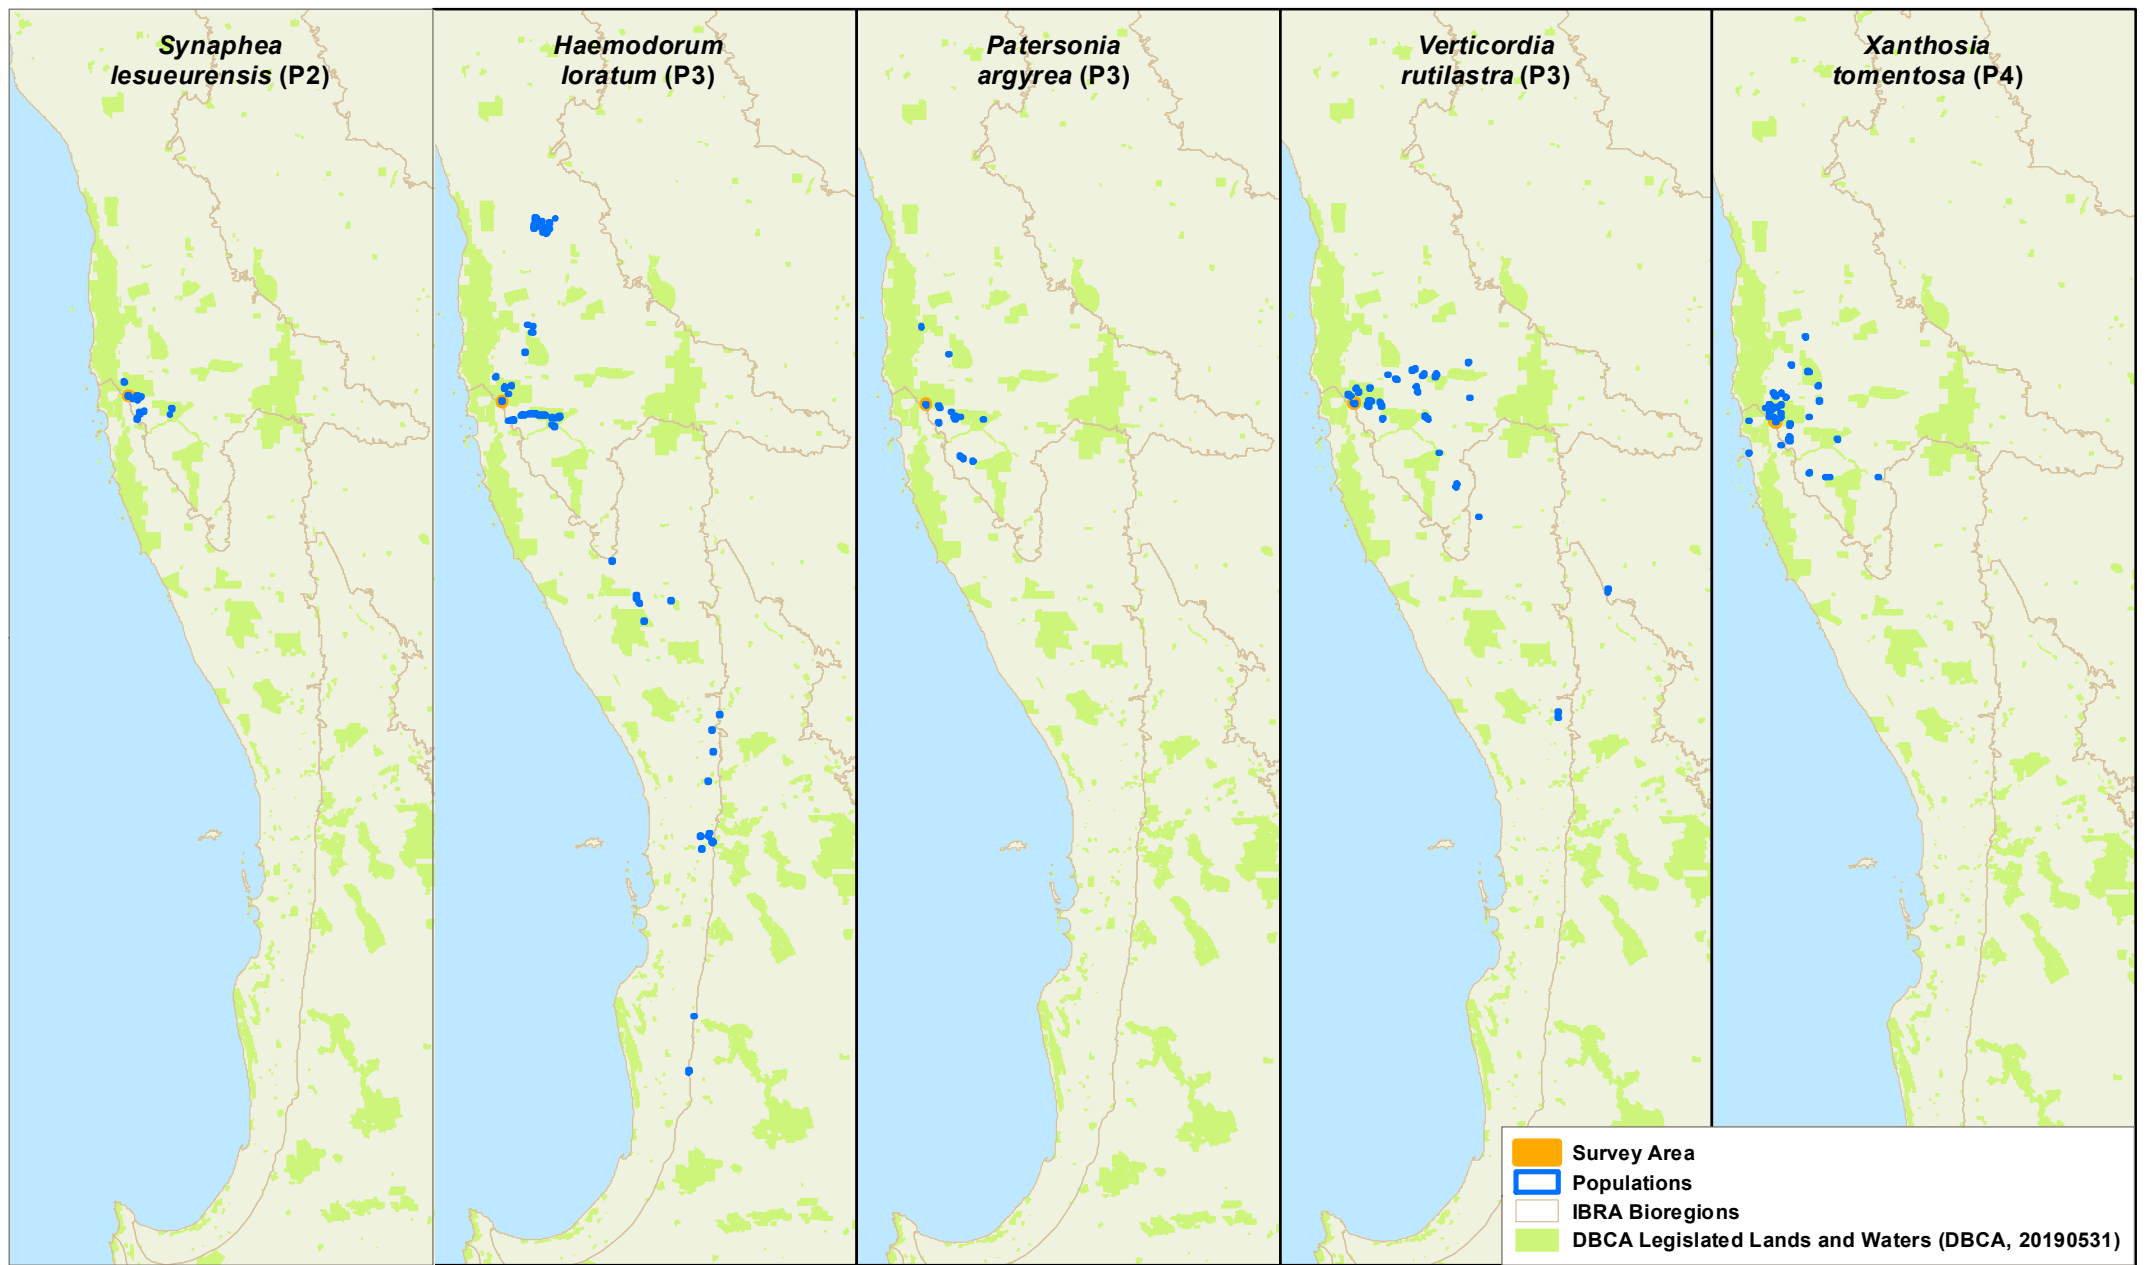 Synaphea
lesueurensis (P2)
Haemodorum
loratum (P3)
Patersonia
argyrea (P3)
Verticordia
rutilastra (P3)
Xanthosia
tomentosa (P4)
Survey Area
Populations
IBRA Bioregions
DBCA Legislated Lands and Waters (DBCA, 20190531)